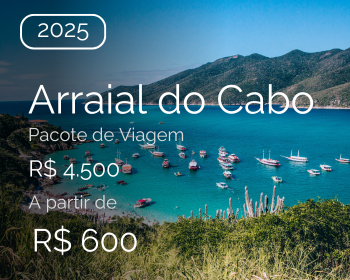 2025
Arraial do Cabo
Pacote de Viagem
R$ 4.500
A partir de
R$ 600